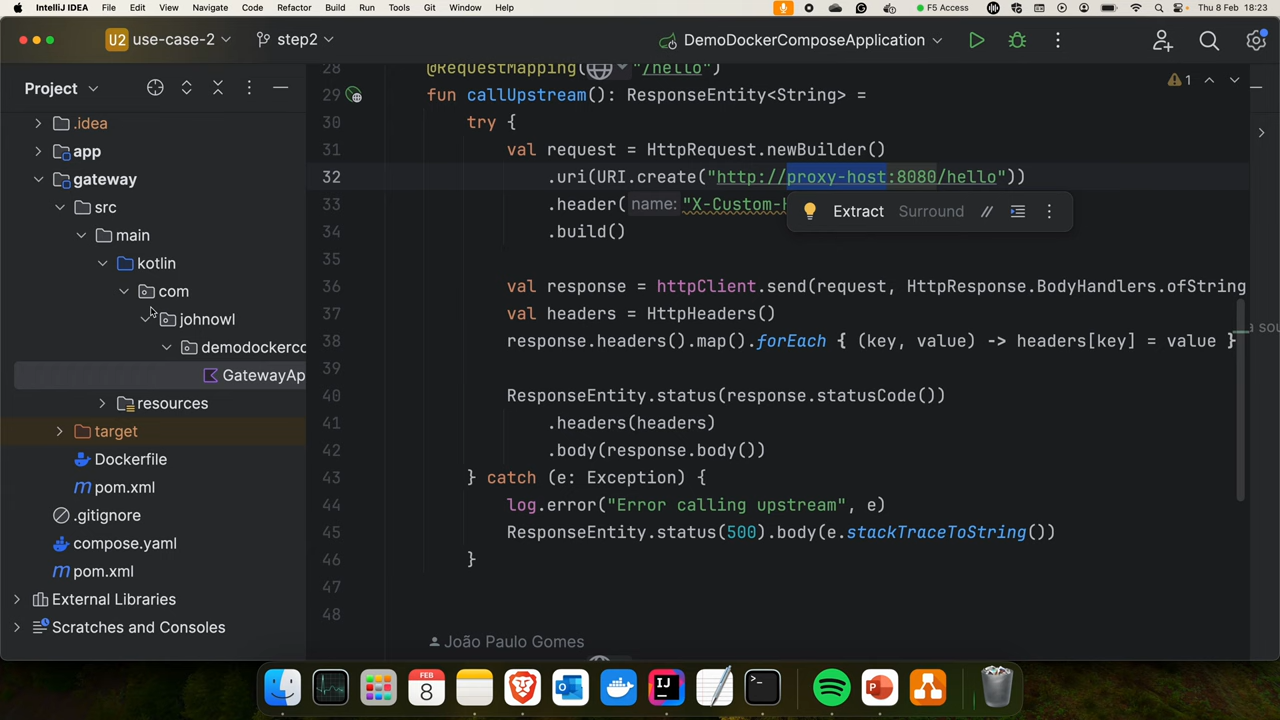 IntelliJ IDEA File Edit View Navigate Code Refactor Build Run Tools Git Window Help F5 Access Thu 8 Feb 18:23
U2 use-case-2 step2 DemoDockerComposeApplication
Project
.idea
app
gateway
src
main
kotlin
com
johnowl
demodockerco
GatewayAp
resources
target
Dockerfile
pom.xml
.gitignore
compose.yaml
pom.xml
External Libraries
Scratches and Consoles
28 @RequestMapping( "/hello")
1
29 fun callUpstream(): ResponseEntity<String> =
30 try {
31 val request = HttpRequest.newBuilder()
32 .uri(URI.create("http://proxy-host:8080/hello"))
33 .header( name: "X-Custom-H
Extract Surround //
34 .build()
35
36 val response = httpClient.send(request, HttpResponse.BodyHandlers.ofString
37 val headers = HttpHeaders()
a sou
38 response.headers().map().forEach { (key, value) -> headers[key] = value }
39
40 ResponseEntity.status(response.statusCode())
41 .headers(headers)
42 .body(response.body())
43 } catch (e: Exception) {
44 log.error("Error calling upstream", e)
45 ResponseEntity.status(500).body(e.stackTraceToString())
46 }
47
48
João Paulo Gomes
FEB
8
IJ
>_
P